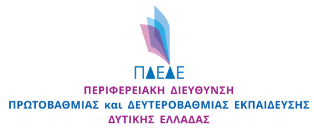 ΠΔΕΔΕ
ΠΕΡΙΦΕΡΕΙΑΚΗ ΔΙΕΥΘΥΝΣΗ
ΠΡΩΤΟΒΑΘΜΙΑΣ και ΔΕΥΤΕΡΟΒΑΘΜΙΑΣ ΕΚΠΑΙΔΕΥΣΗΣ
ΔΥΤΙΚΗΣ ΕΛΛΑΔΑΣ